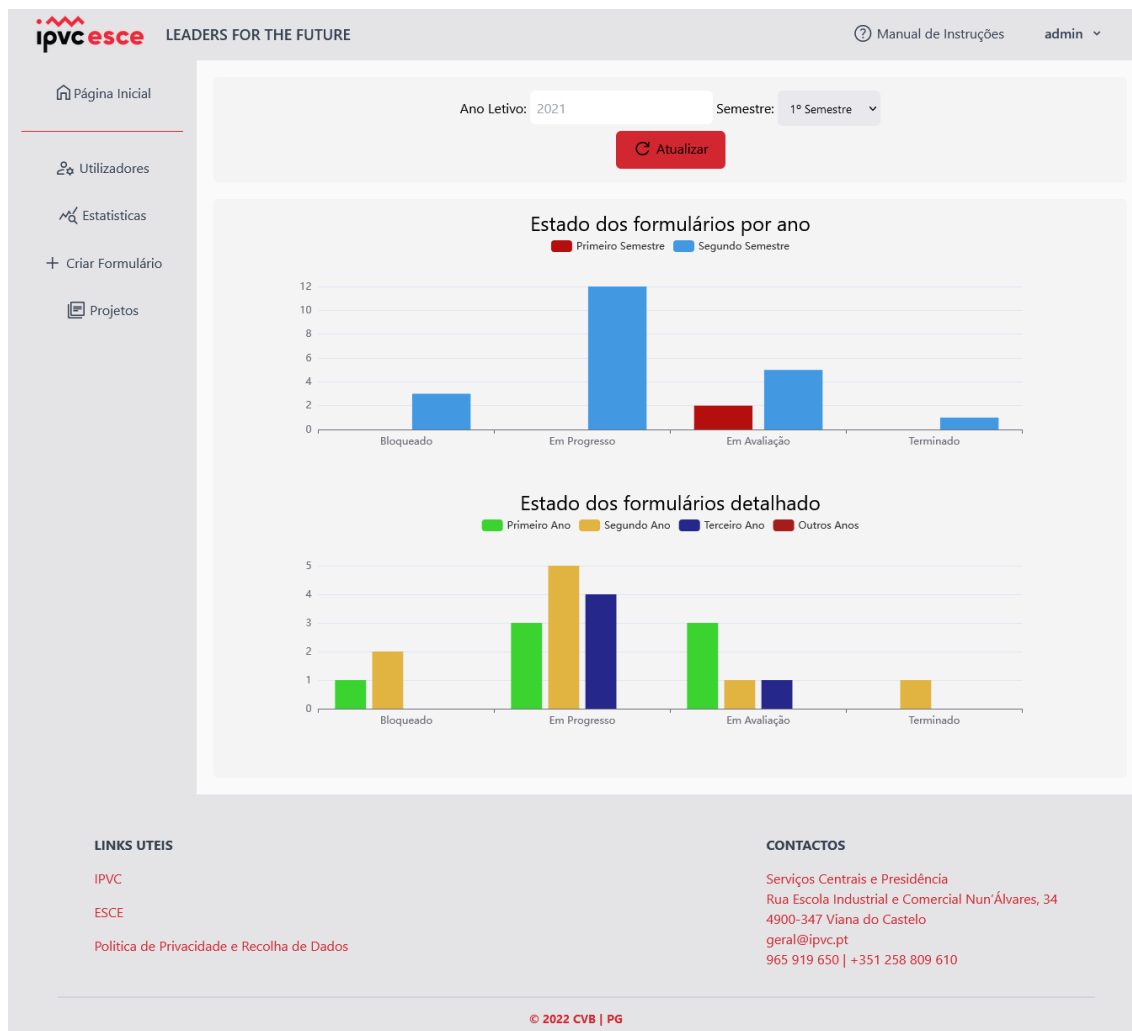 ipvc esce LEADERS FOR THE FUTURE Manual de Instruções admin
Página Inicial
Utilizadores
Estatisticas
Criar Formulário
Projetos
Ano Letivo: 2021 Semestre: 1º Semestre
Atualizar
Estado dos formulários por ano
Primeiro Semestre Segundo Semestre
12
10
8
6
4
2
0
Bloqueado Em Progresso Em Avaliação Terminado
Estado dos formulários detalhado
Primeiro Ano Segundo Ano Terceiro Ano Outros Anos
5
4
3
2
1
0
Bloqueado Em Progresso Em Avaliação Terminado
LINKS UTEIS
IPVC
ESCE
Politica de Privacidade e Recolha de Dados
CONTACTOS
Serviços Centrais e Presidência
Rua Escola Industrial e Comercial Nun’Álvares, 34
4900-347 Viana do Castelo
geral@ipvc.pt
965 919 650 | +351 258 809 610
© 2022 CVB | PG